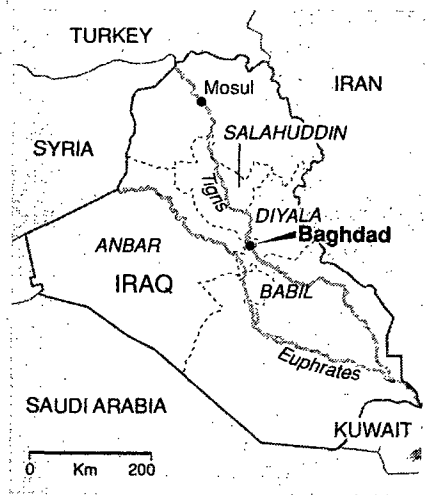 TURKEY
Mosul
IRAN
SALAHUDDIN
SYRIA
Tigris
DIYALA
Baghdad
ANBAR
IRAQ
BABIL
Euphrates
SAUDI ARABIA
KUWAIT
0 Km 200